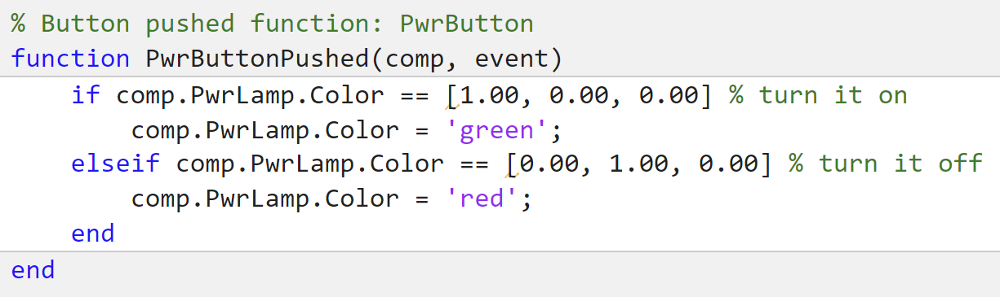 % Button pushed function: PwrButton
function PwrButtonPushed(comp, event)
    if comp.PwrLamp.Color == [1.00, 0.00, 0.00] % turn it on
        comp.PwrLamp.Color = 'green';
    elseif comp.PwrLamp.Color == [0.00, 1.00, 0.00] % turn it off
        comp.PwrLamp.Color = 'red';
    end
end